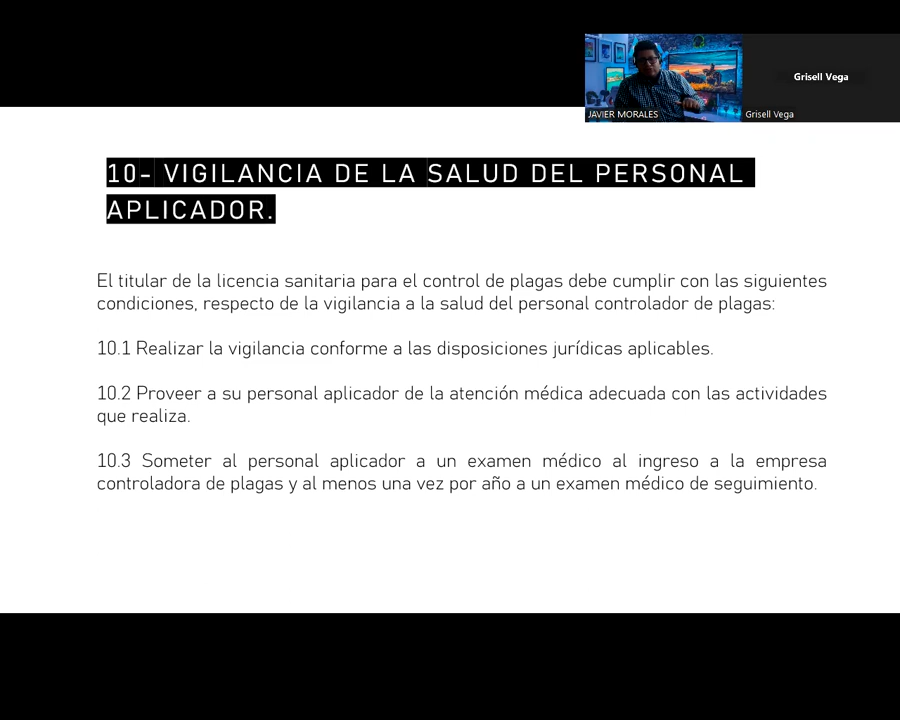 Grisell Vega
JAVIER MORALES
Grisell Vega
10- VIGILANCIA DE LA SALUD DEL PERSONAL
APLICADOR.
El titular de la licencia sanitaria para el control de plagas debe cumplir con las siguientes
condiciones, respecto de la vigilancia a la salud del personal controlador de plagas:
10.1 Realizar la vigilancia conforme a las disposiciones jurídicas aplicables.
10.2 Proveer a su personal aplicador de la atención médica adecuada con las actividades
que realiza.
10.3 Someter al personal aplicador a un examen médico al ingreso a la empresa
controladora de plagas y al menos una vez por año a un examen médico de seguimiento.